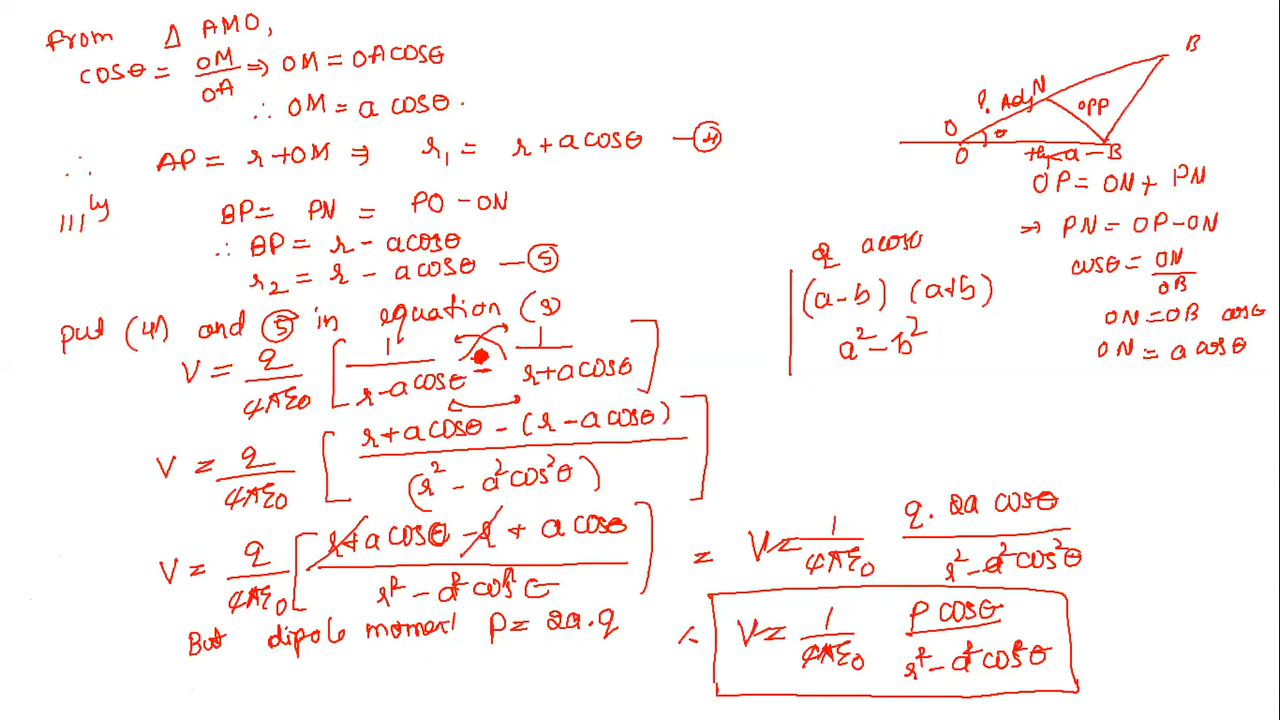 from Δ AMO,
cosθ = OM/OA ⇒ OM = OA cosθ
∴ OM = a cosθ.
∴ AP = r + OM ⇒ r₁ = r + a cosθ — ④
|||ly BP = PN = PO - ON
∴ BP = r - a cosθ
r₂ = r - a cosθ — ⑤
put (4) and ⑤ in equation (3)
V = q/4πε₀ [ 1/(r - a cosθ) - 1/(r + a cosθ) ]
V = q/4πε₀ [ (r + a cosθ - (r - a cosθ)) / (r² - a² cos²θ) ]
V = q/4πε₀ [ (r + a cosθ - r + a cosθ) / (r² - a² cos²θ) ]
= V = 1/4πε₀ q. 2a cosθ / (r² - a² cos²θ)
But dipole moment P = 2a.q
∴ V = 1/4πε₀ P cosθ / (r² - a² cos²θ)
B
N
Adj
opp
O
θ
O
Hy a - B
OP = ON + PN
⇒ PN = OP - ON
cosθ = ON/OB
ON = OB cosθ
ON = a cosθ
a cosθ
(a - b) (a + b)
a² - b²